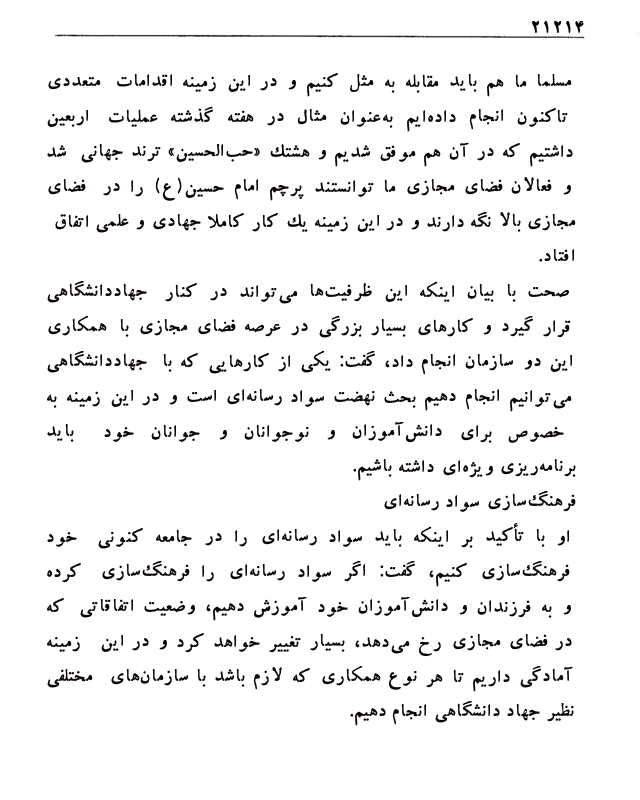 ۲۱۲۱۴
مسلما ما هم باید مقابله به مثل کنیم و در این زمینه اقدامات متعددی
تاکنون انجام داده‌ایم به‌عنوان مثال در هفته گذشته عملیات اربعین
داشتیم که در آن هم موفق شدیم و هشتك «حب‌الحسین» ترند جهانی شد
و فعالان فضای مجازی ما توانستند پرچم امام حسین(ع) را در فضای
مجازی بالا نگه دارند و در این زمینه یك کار کاملا جهادی و علمی اتفاق
افتاد.
صحت با بیان اینکه این ظرفیت‌ها می‌تواند در کنار جهاددانشگاهی
قرار گیرد و کارهای بسیار بزرگی در عرصه فضای مجازی با همکاری
این دو سازمان انجام داد، گفت: یکی از کارهایی که با جهاددانشگاهی
می‌توانیم انجام دهیم بحث نهضت سواد رسانه‌ای است و در این زمینه به
خصوص برای دانش‌آموزان و نوجوانان و جوانان خود باید
برنامه‌ریزی ویژه‌ای داشته باشیم.
فرهنگ‌سازی سواد رسانه‌ای
او با تأکید بر اینکه باید سواد رسانه‌ای را در جامعه کنونی خود
فرهنگ‌سازی کنیم، گفت: اگر سواد رسانه‌ای را فرهنگ‌سازی کرده
و به فرزندان و دانش‌آموزان خود آموزش دهیم، وضعیت اتفاقاتی که
در فضای مجازی رخ می‌دهد، بسیار تغییر خواهد کرد و در این زمینه
آمادگی داریم تا هر نوع همکاری که لازم باشد با سازمان‌های مختلفی
نظیر جهاد دانشگاهی انجام دهیم.